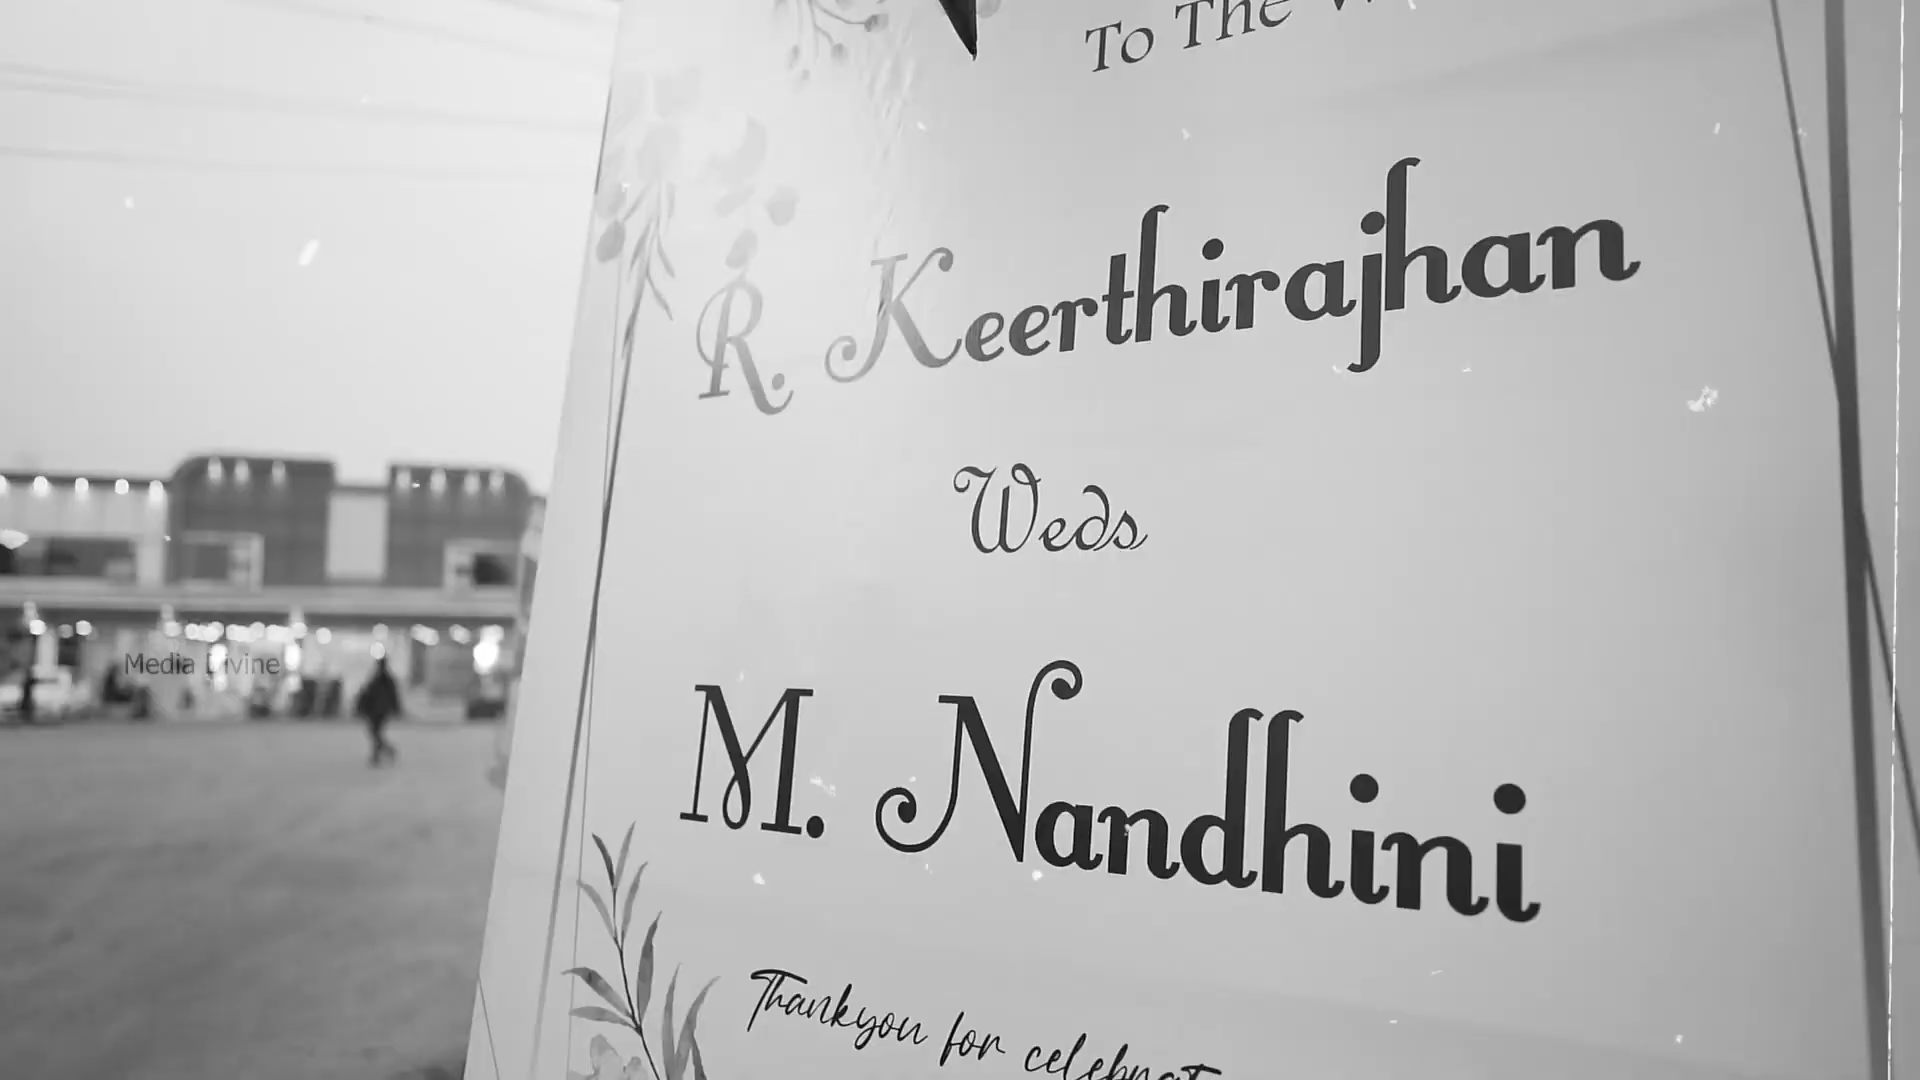 To The
R. Keerthirajhan
Weds
M. Nandhini
Thankyou for
Media Divine